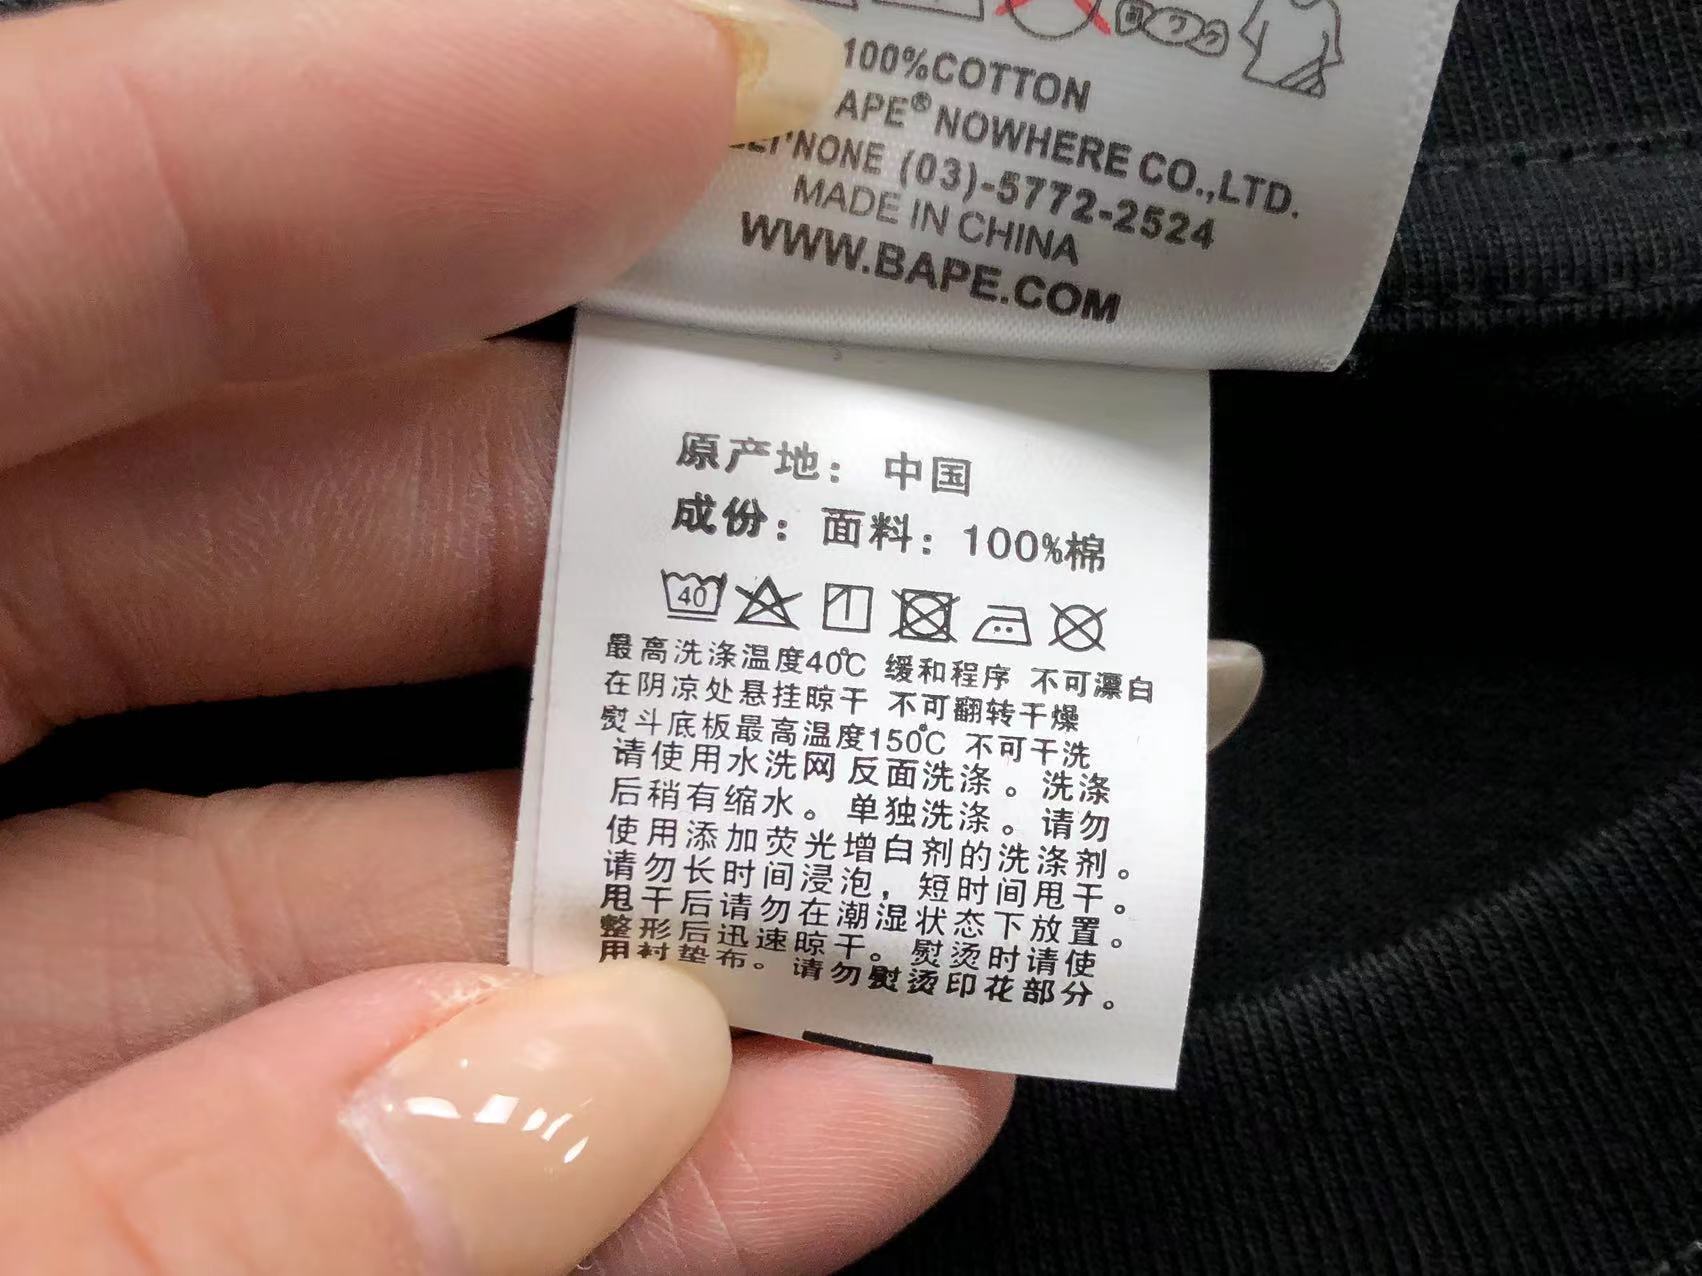 100%COTTON
APE® NOWHERE CO.,LTD.
(03)-5772-2524
MADE IN CHINA
WWW.BAPE.COM
原产地：中国
成份：面料：100%棉
40
最高洗涤温度40℃ 缓和程序 不可漂白
在阴凉处悬挂晾干 不可翻转干燥
熨斗底板最高温度150℃ 不可干洗
请使用水洗网反面洗涤。洗涤
后稍有缩水。单独洗涤。请勿
使用添加荧光增白剂的洗涤剂。
请勿长时间浸泡，短时间甩干。
甩干后请勿在潮湿状态下放置。
整形后迅速晾干。熨烫时请使
用衬垫布。请勿熨烫印花部分。